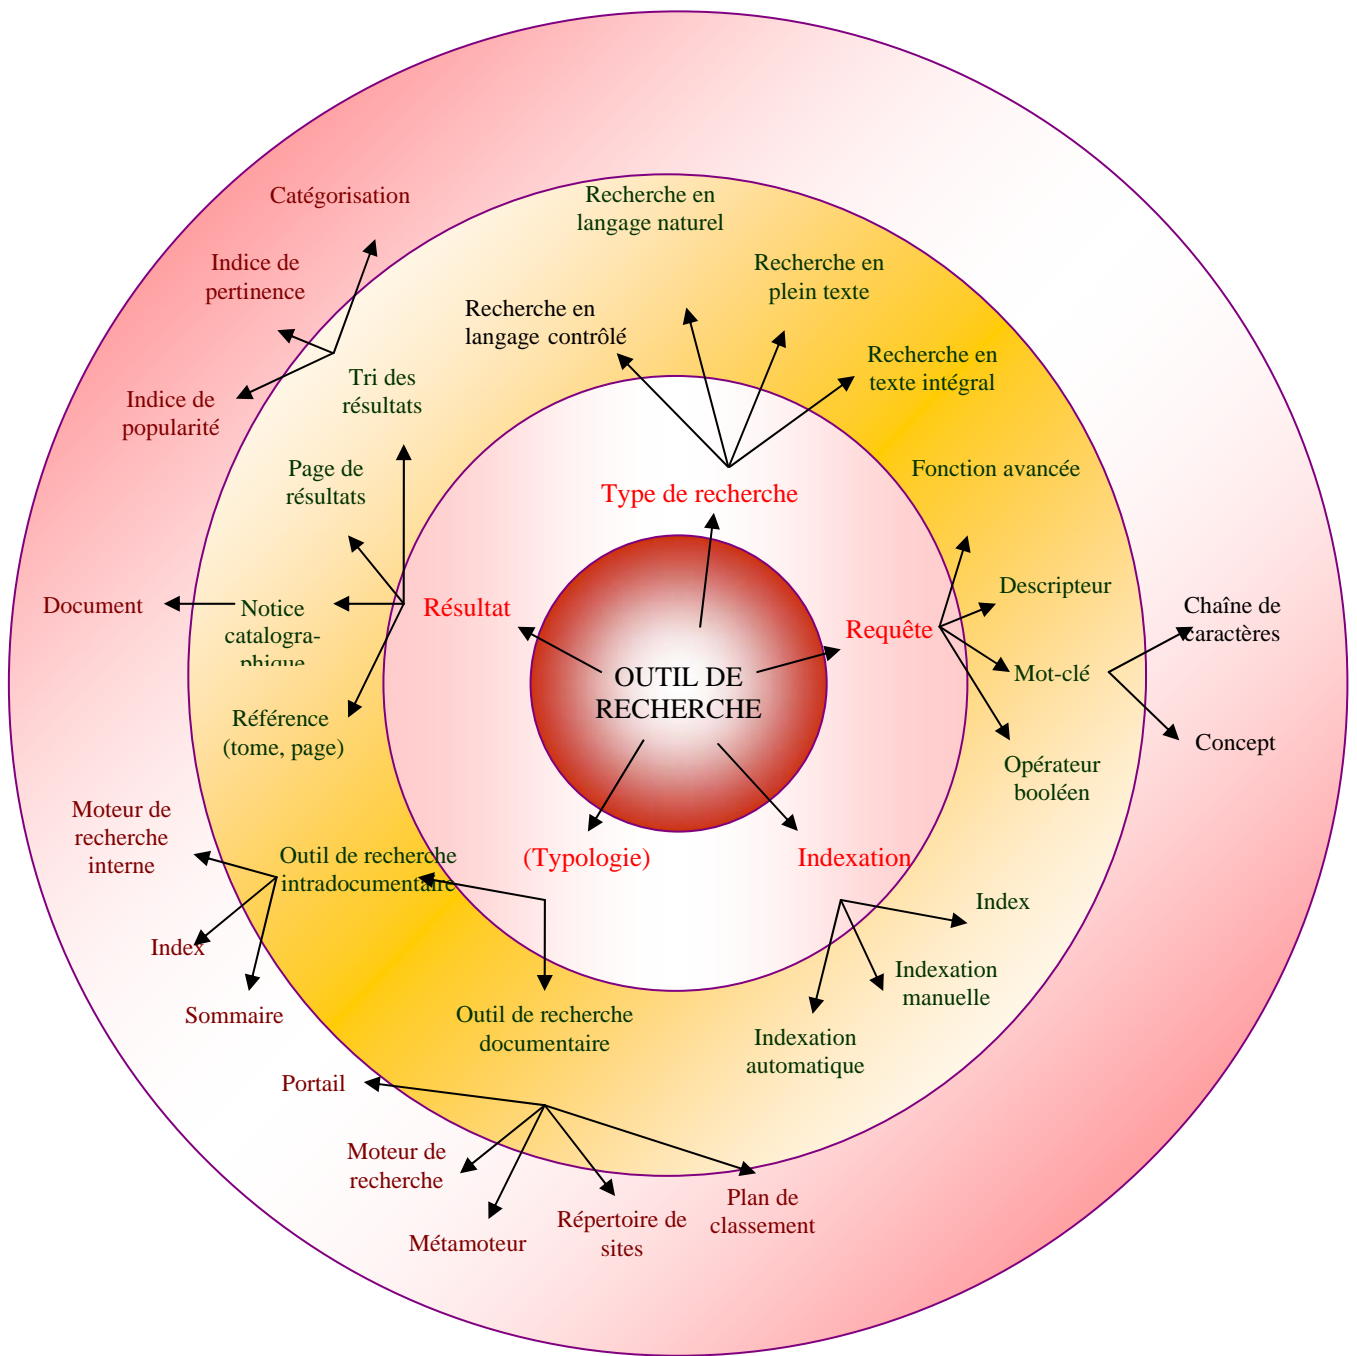 Catégorisation
Recherche en
langage naturel
Indice de
pertinence
Recherche en
plein texte
Recherche en
langage contrôlé
Recherche en
texte intégral
Tri des
résultats
Indice de
popularité
Page de
résultats
Fonction avancée
Type de recherche
Document
Notice
catalogra-
phique
Résultat
Requête
Descripteur
Chaîne de
caractères
Mot-clé
OUTIL DE
RECHERCHE
Référence
(tome, page)
Concept
Opérateur
booléen
Moteur de
recherche
interne
Outil de recherche
intradocumentaire
(Typologie)
Indexation
Index
Index
Indexation
manuelle
Sommaire
Outil de recherche
documentaire
Indexation
automatique
Portail
Moteur de
recherche
Métamoteur
Répertoire de
sites
Plan de
classement